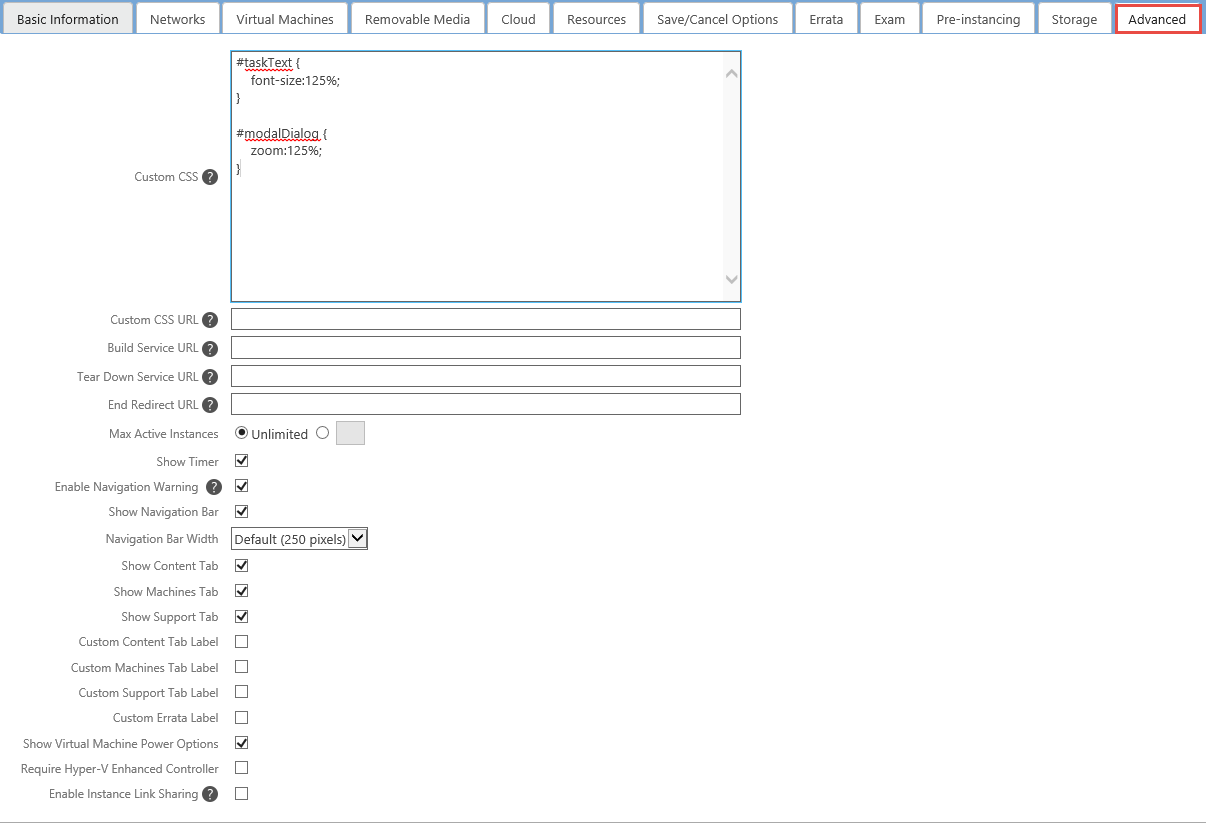 Basic Information Networks Virtual Machines Removable Media Cloud Resources Save/Cancel Options Errata Exam Pre-instancing Storage Advanced
#taskText {
font-size:125%;
}
#modalDialog {
zoom:125%;
}
Custom CSS ?
Custom CSS URL ?
Build Service URL ?
Tear Down Service URL ?
End Redirect URL ?
Max Active Instances Unlimited
Show Timer
Enable Navigation Warning ?
Show Navigation Bar
Navigation Bar Width Default (250 pixels)
Show Content Tab
Show Machines Tab
Show Support Tab
Custom Content Tab Label
Custom Machines Tab Label
Custom Support Tab Label
Custom Errata Label
Show Virtual Machine Power Options
Require Hyper-V Enhanced Controller
Enable Instance Link Sharing ?